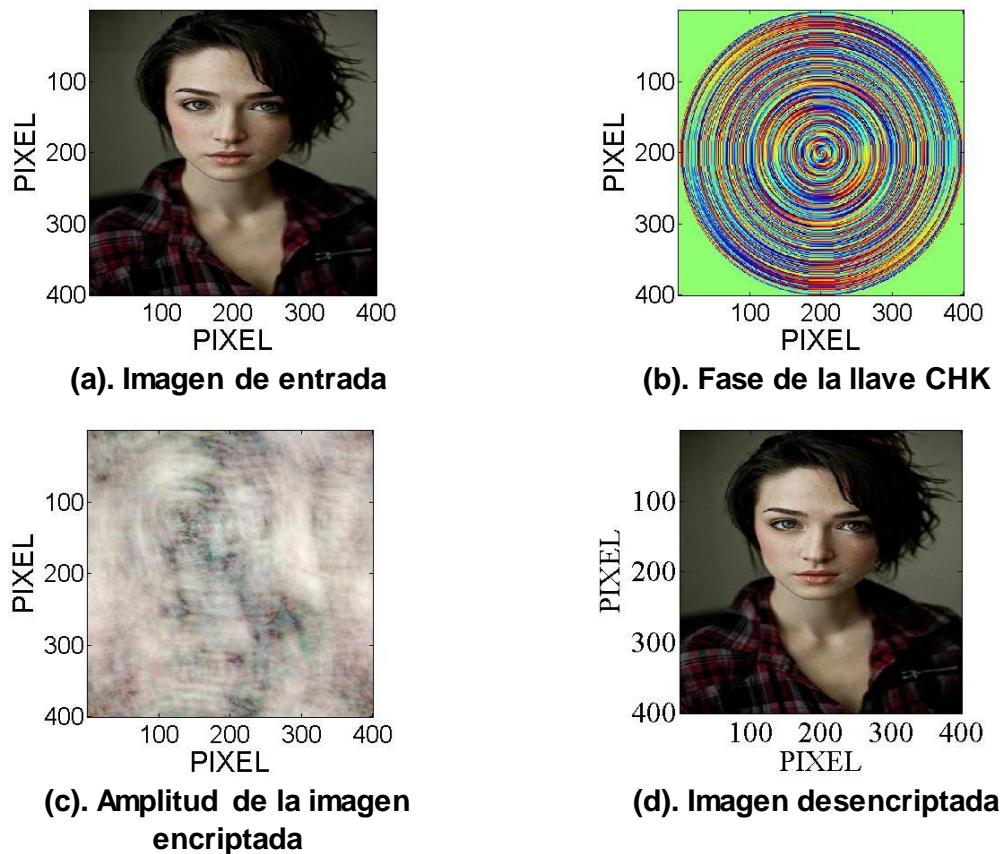 100
200
300
400
PIXEL
100 200 300 400
PIXEL
(a). Imagen de entrada
100
200
300
400
PIXEL
100 200 300 400
PIXEL
(b). Fase de la llave CHK
100
200
300
400
PIXEL
100 200 300 400
PIXEL
(c). Amplitud de la imagen
encriptada
100
200
300
400
PIXEL
100 200 300 400
PIXEL
(d). Imagen desencriptada